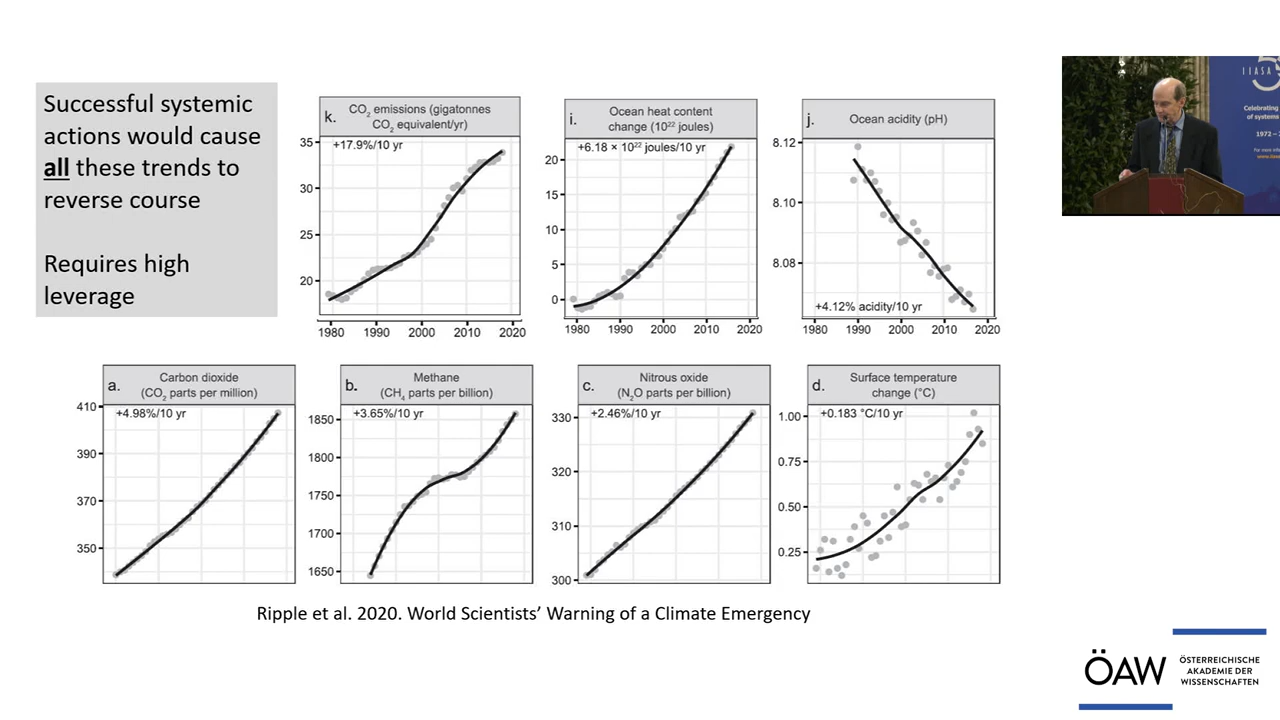 Successful systemic
actions would cause
all these trends to
reverse course
Requires high
leverage
k. CO2 emissions (gigatonnes
CO2 equivalent/yr)
+17.9%/10 yr
35
30
25
20
1980 1990 2000 2010 2020
i. Ocean heat content
change (10²² joules)
+6.18 × 10²² joules/10 yr
20
15
10
5
0
1980 1990 2000 2010 2020
j. Ocean acidity (pH)
8.12
8.10
8.08
+4.12% acidity/10 yr
1980 1990 2000 2010 2020
IIASA
Celebrating
of systems
1972 –
a. Carbon dioxide
(CO2 parts per million)
+4.98%/10 yr
410
390
370
350
b. Methane
(CH4 parts per billion)
+3.65%/10 yr
1850
1800
1750
1700
1650
c. Nitrous oxide
(N2O parts per billion)
+2.46%/10 yr
330
320
310
300
d. Surface temperature
change (°C)
+0.183 °C/10 yr
1.00
0.75
0.50
0.25
Ripple et al. 2020. World Scientists’ Warning of a Climate Emergency
ÖAW
ÖSTERREICHISCHE
AKADEMIE DER
WISSENSCHAFTEN